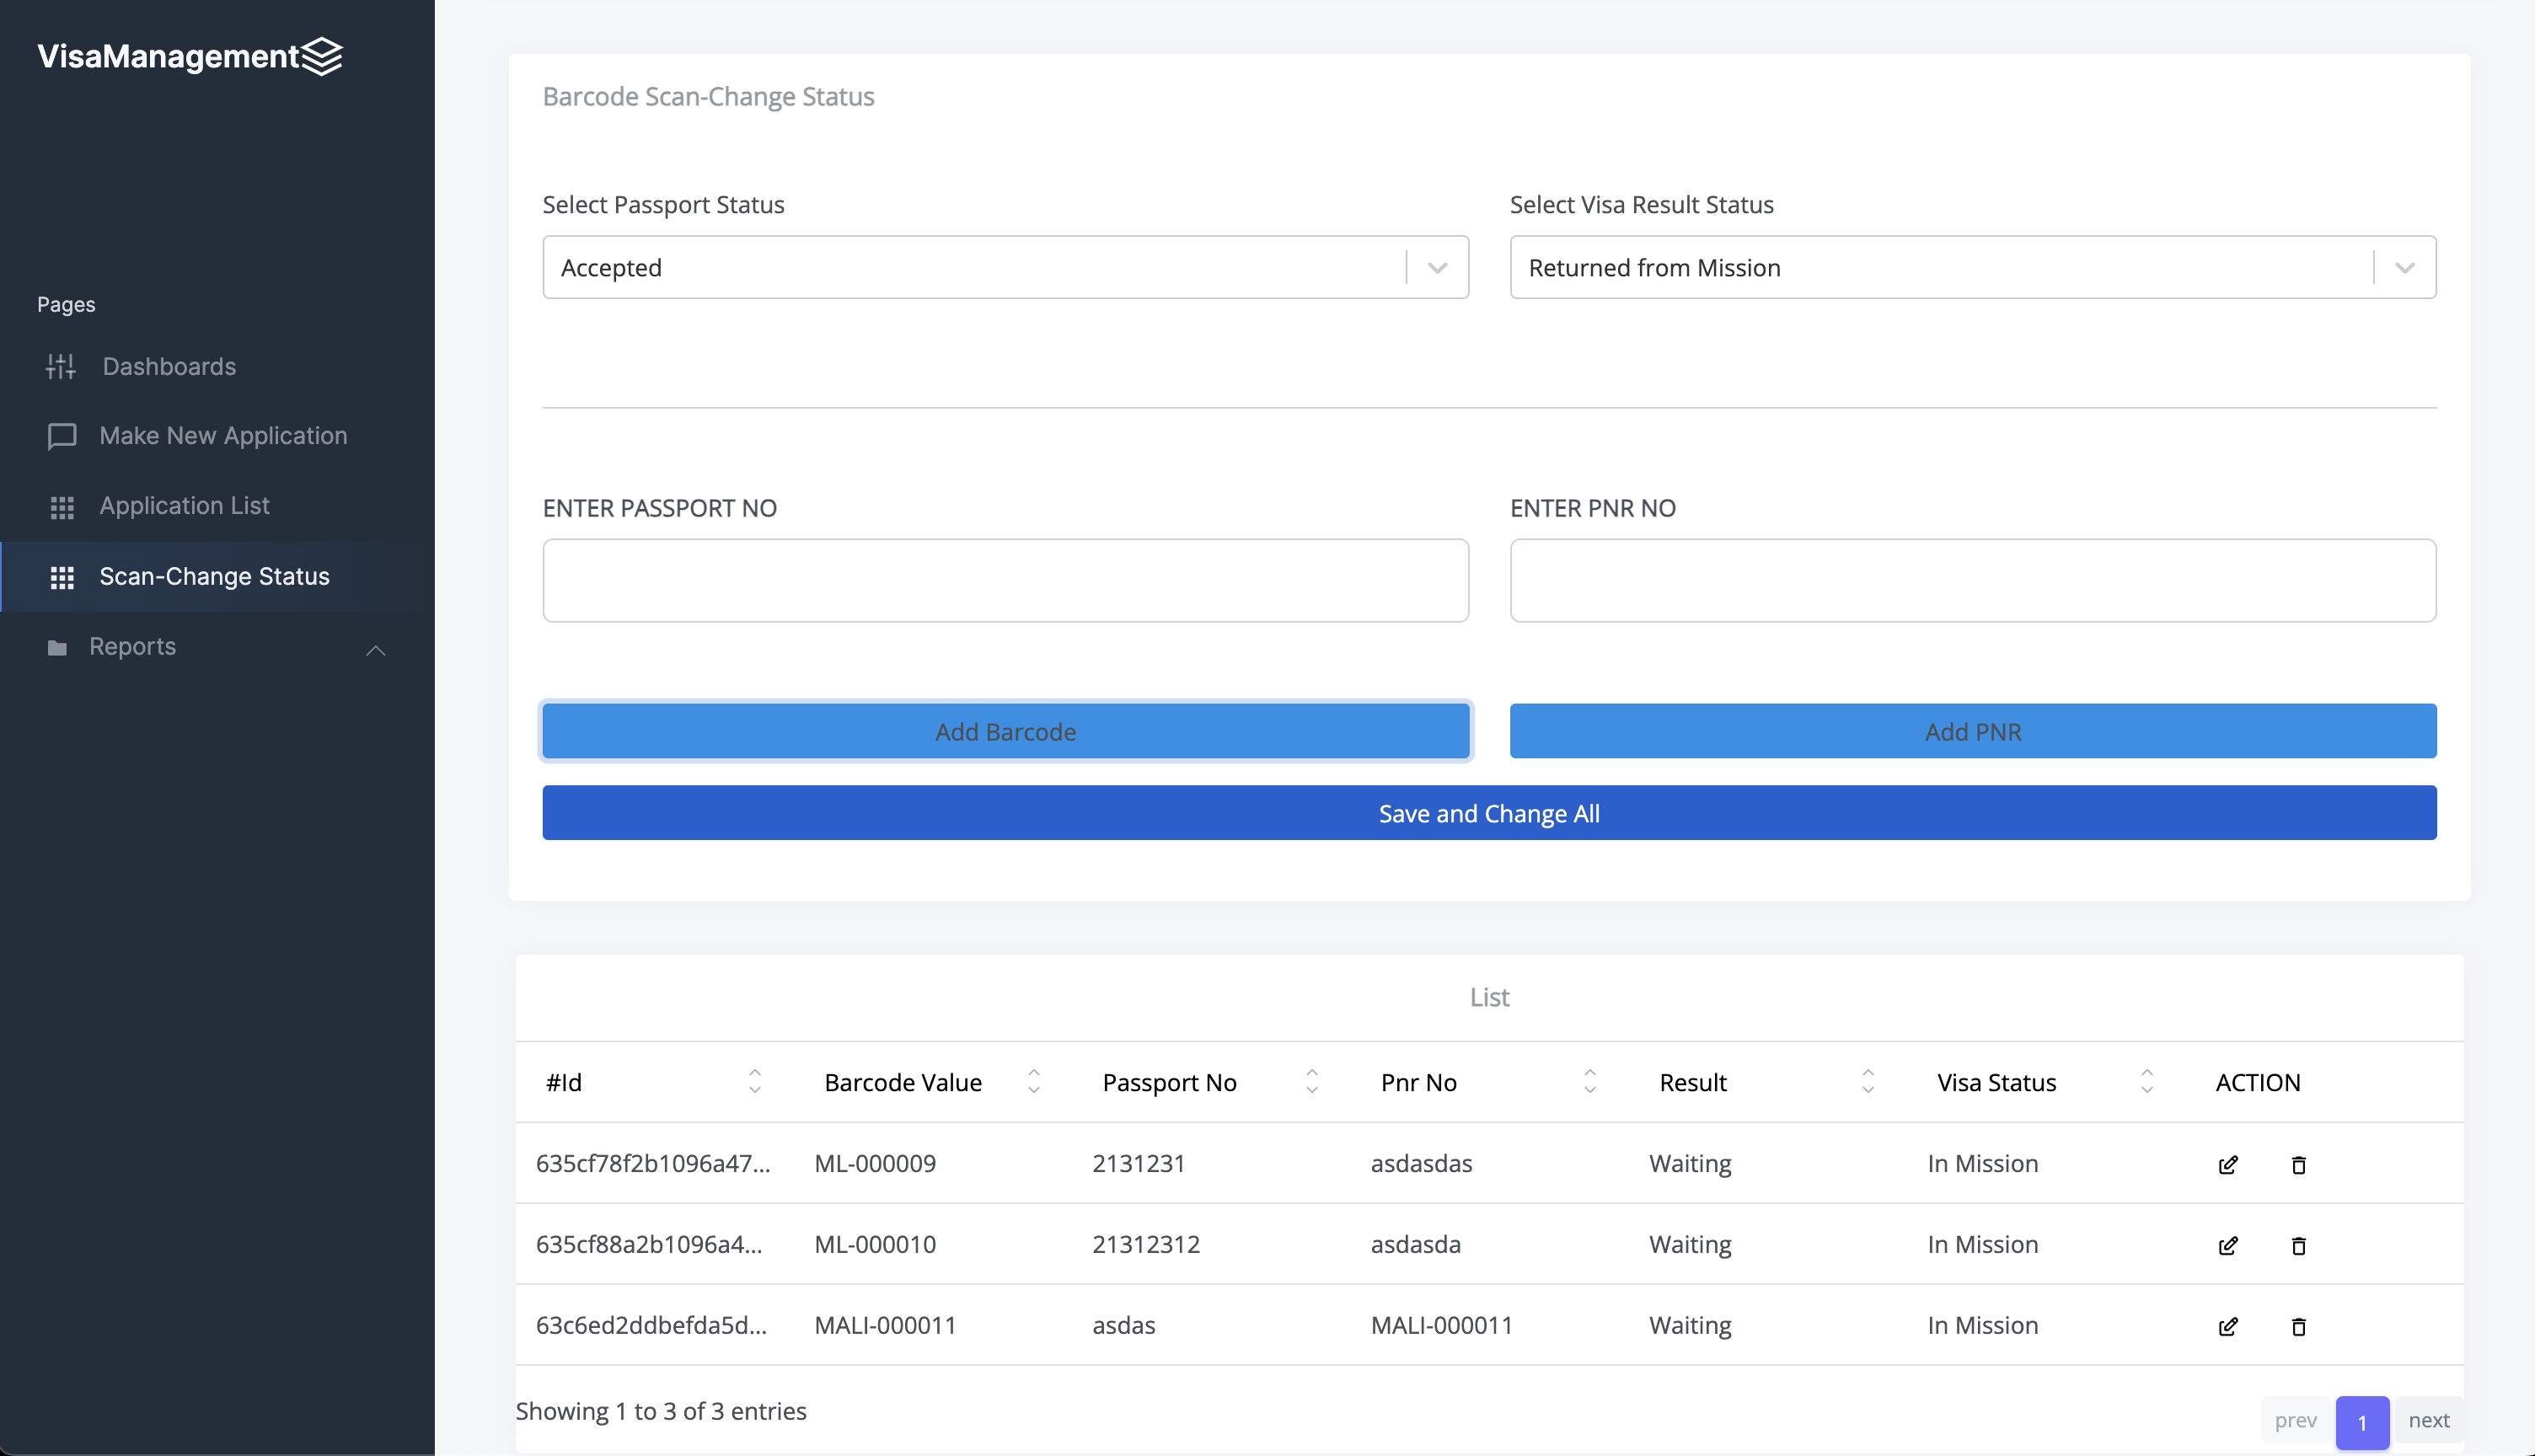 VisaManagement
Pages
Dashboards
Make New Application
Application List
Scan-Change Status
Reports
Barcode Scan-Change Status
Select Passport Status
Select Visa Result Status
Accepted
Returned from Mission
ENTER PASSPORT NO
ENTER PNR NO
Add Barcode
Add PNR
Save and Change All
List
#Id Barcode Value Passport No Pnr No Result Visa Status ACTION
635cf78f2b1096a47... ML-000009 2131231 asdasdas Waiting In Mission
635cf88a2b1096a4... ML-000010 21312312 asdasda Waiting In Mission
63c6ed2ddbefda5d... MALI-000011 asdas MALI-000011 Waiting In Mission
Showing 1 to 3 of 3 entries
prev 1 next